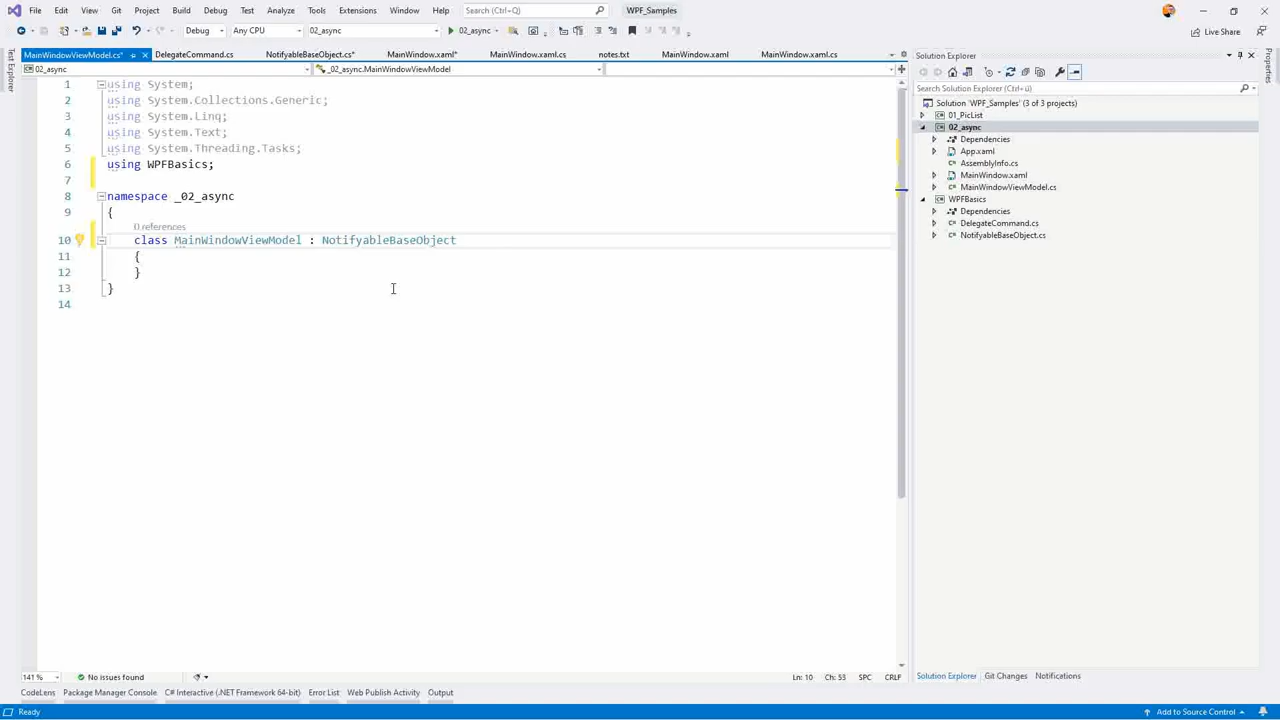 File Edit View Git Project Build Debug Test Analyze Tools Extensions Window Help Search (Ctrl+Q) WPF_Samples
Debug Any CPU 02_async 02_async Live Share
MainWindowViewModel.cs* DelegateCommand.cs NotifyableBaseObject.cs* MainWindow.xaml* MainWindow.xaml.cs* notes.txt MainWindow.xaml MainWindow.xaml.cs
Test Explorer
02_async _02_async.MainWindowViewModel
1 using System;
2 using System.Collections.Generic;
3 using System.Linq;
4 using System.Text;
5 using System.Threading.Tasks;
6 using WPFBasics;
7
8 namespace _02_async
9 {
0 references
10 class MainWindowViewModel : NotifyableBaseObject
11 {
12 }
13 }
14
141 % No issues found Ln: 10 Ch: 53 SPC CRLF
Solution Explorer
Search Solution Explorer (Ctrl+ü)
Solution 'WPF_Samples' (3 of 3 projects)
01_PicList
02_async
Dependencies
App.xaml
AssemblyInfo.cs
MainWindow.xaml
MainWindowViewModel.cs
WPFBasics
Dependencies
DelegateCommand.cs
NotifyableBaseObject.cs
Properties
Solution Explorer Git Changes Notifications
CodeLens Package Manager Console C# Interactive (.NET Framework 64-bit) Error List Web Publish Activity Output
Ready Add to Source Control